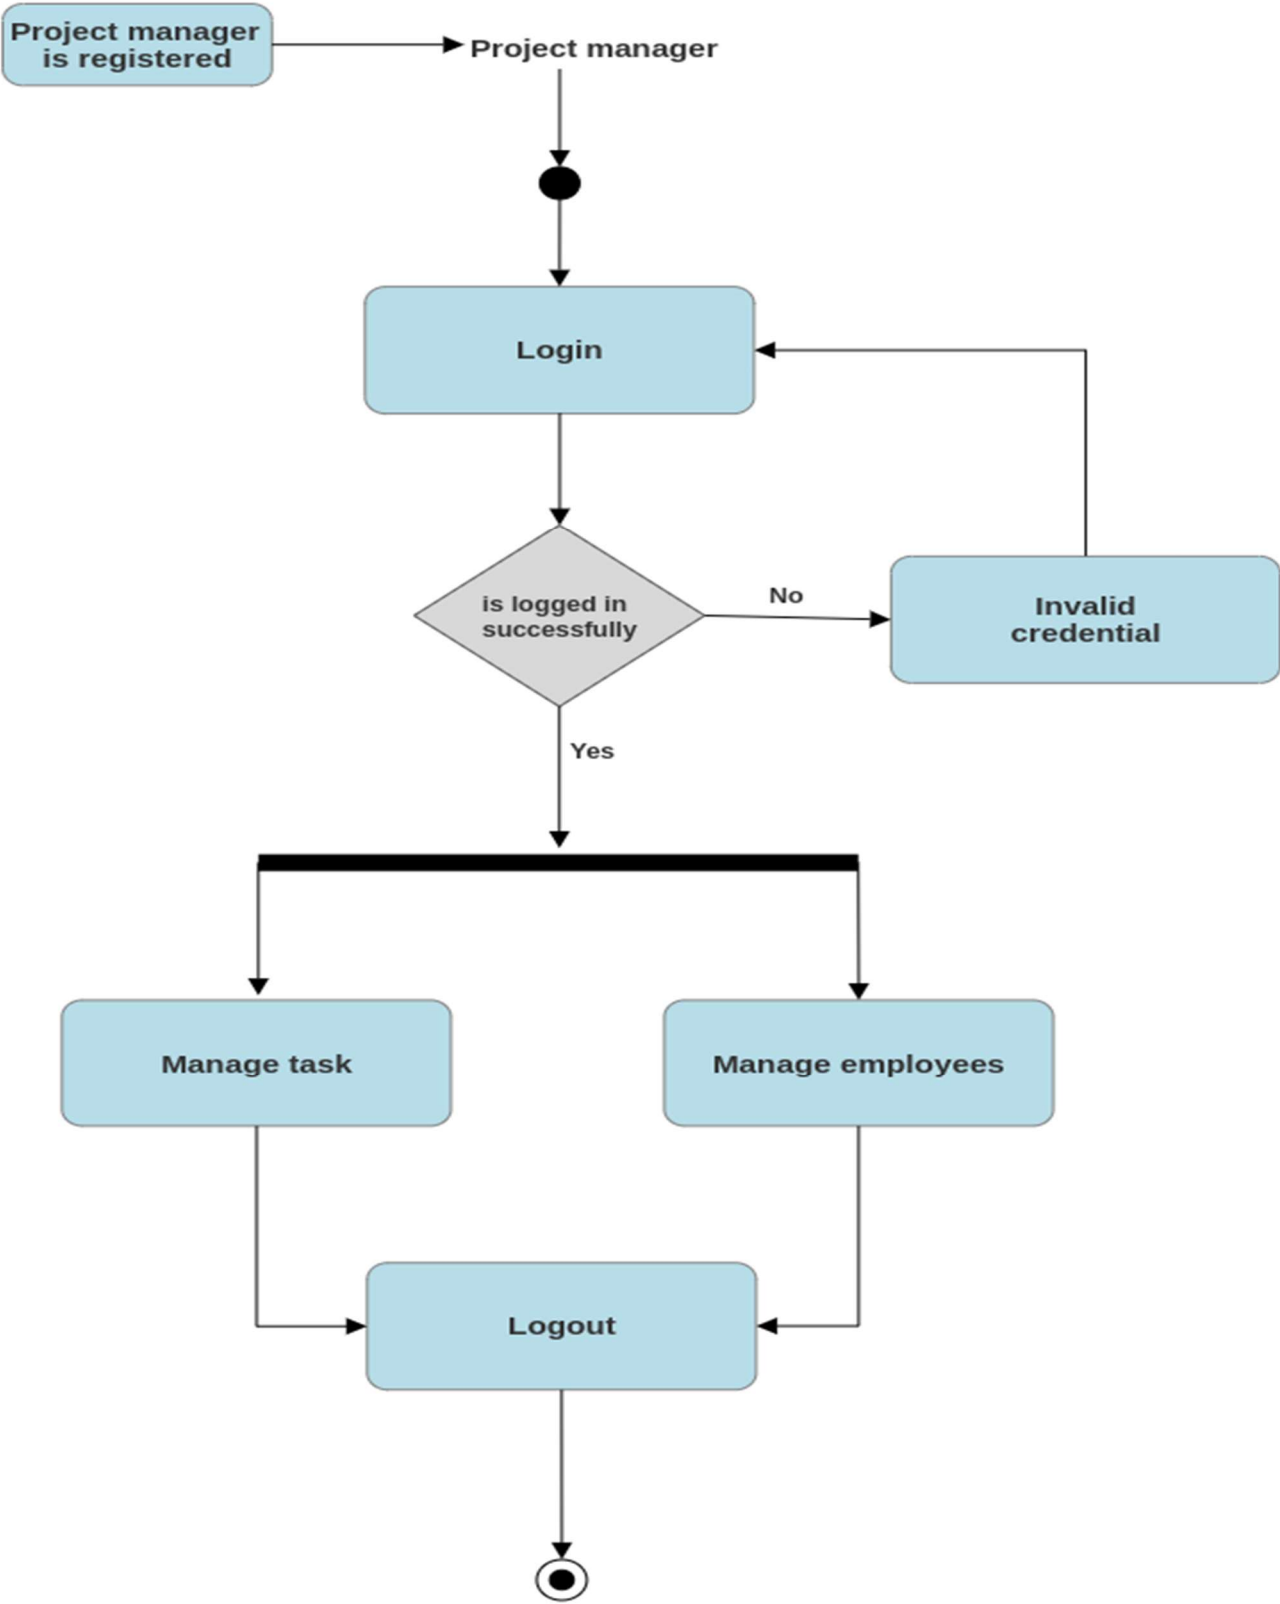 Project manager
is registered
Project manager
Login
is logged in
successfully
No
Invalid
credential
Yes
Manage task
Manage employees
Logout